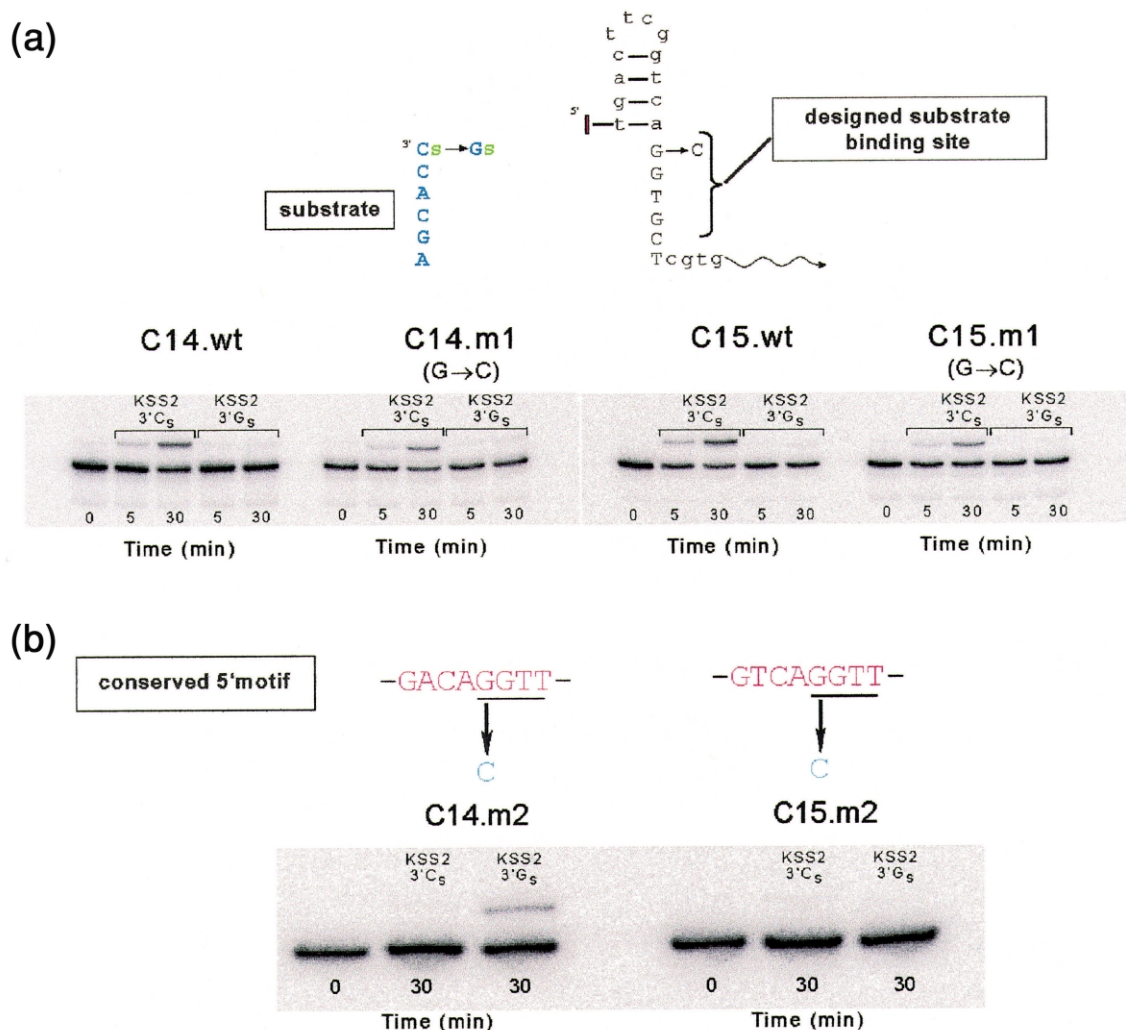 (a)
t t c g
t g
c — g
a — t
g — c
5' t — a
3' Cs → Gs
C
A
C
G
A
substrate
G → C
G
T
G
C
T c g t g
designed substrate
binding site
C14.wt
C14.m1
(G→C)
C15.wt
C15.m1
(G→C)
KSS2 3'Cs KSS2 3'Gs
KSS2 3'Cs KSS2 3'Gs
KSS2 3'Cs KSS2 3'Gs
KSS2 3'Cs KSS2 3'Gs
0 5 30 5 30
0 5 30 5 30
0 5 30 5 30
0 5 30 5 30
Time (min)
Time (min)
Time (min)
Time (min)
(b)
conserved 5'motif
–GACAGGTT–
–GTCAGGTT–
C
C
C14.m2
C15.m2
KSS2 3'Cs KSS2 3'Gs
KSS2 3'Cs KSS2 3'Gs
0 30 30
0 30 30
Time (min)
Time (min)